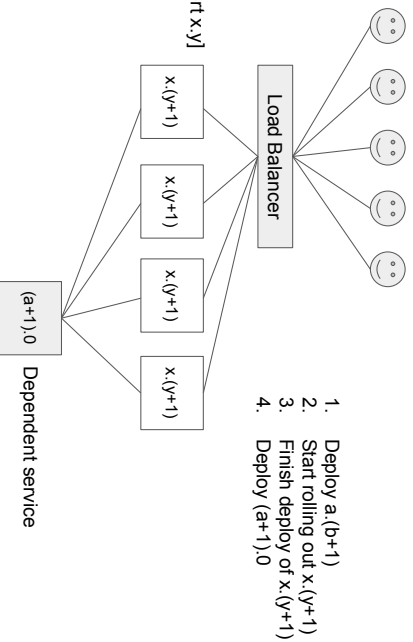 1. Deploy a.(b+1)
2. Start rolling out x.(y+1)
3. Finish deploy of x.(y+1)
4. Deploy (a+1).0
Load Balancer
rt x.y]
x.(y+1)
x.(y+1)
x.(y+1)
x.(y+1)
(a+1).0
Dependent service